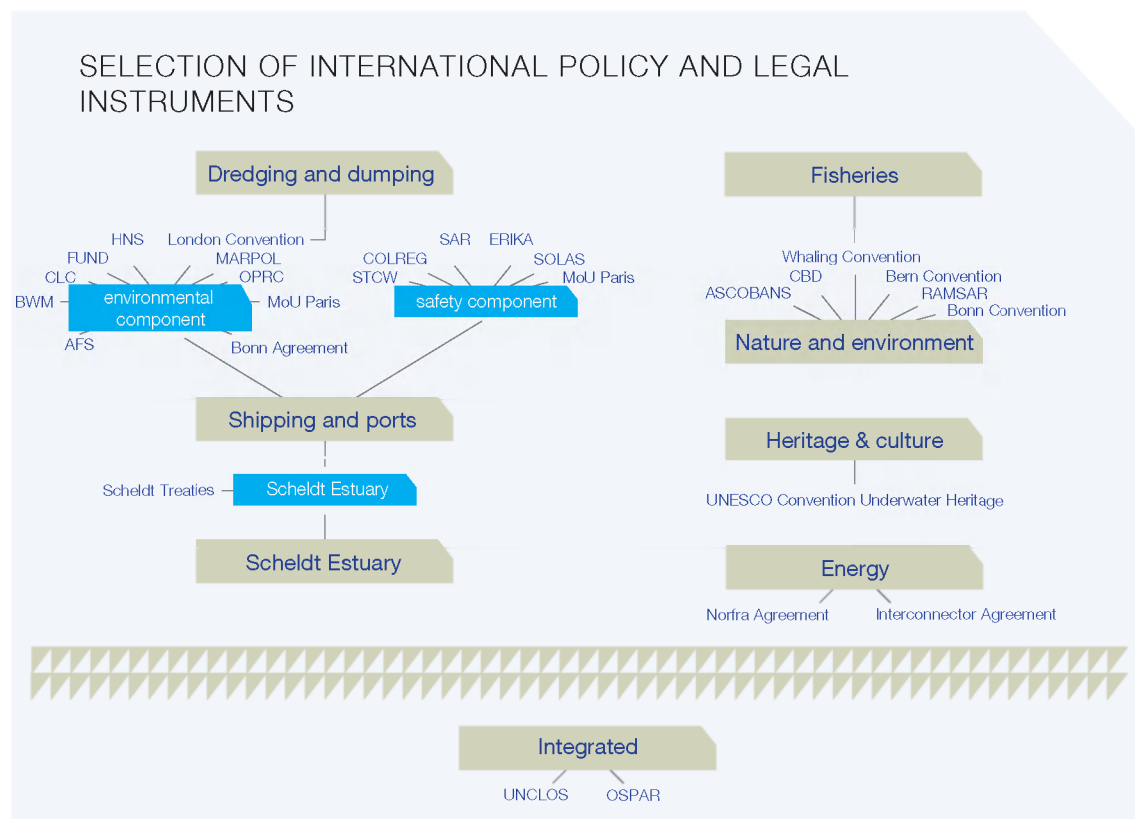 SELECTION OF INTERNATIONAL POLICY AND LEGAL
INSTRUMENTS
Dredging and dumping
HNS
London Convention
FUND
MARPOL
CLC
OPRC
BWM
environmental
component
MoU Paris
AFS
Bonn Agreement
SAR
ERIKA
COLREG
SOLAS
STCW
MoU Paris
safety component
Shipping and ports
Scheldt Treaties
Scheldt Estuary
Scheldt Estuary
Fisheries
Whaling Convention
CBD
Bern Convention
ASCOBANS
RAMSAR
Bonn Convention
Nature and environment
Heritage & culture
UNESCO Convention Underwater Heritage
Energy
Norfra Agreement
Interconnector Agreement
Integrated
UNCLOS
OSPAR